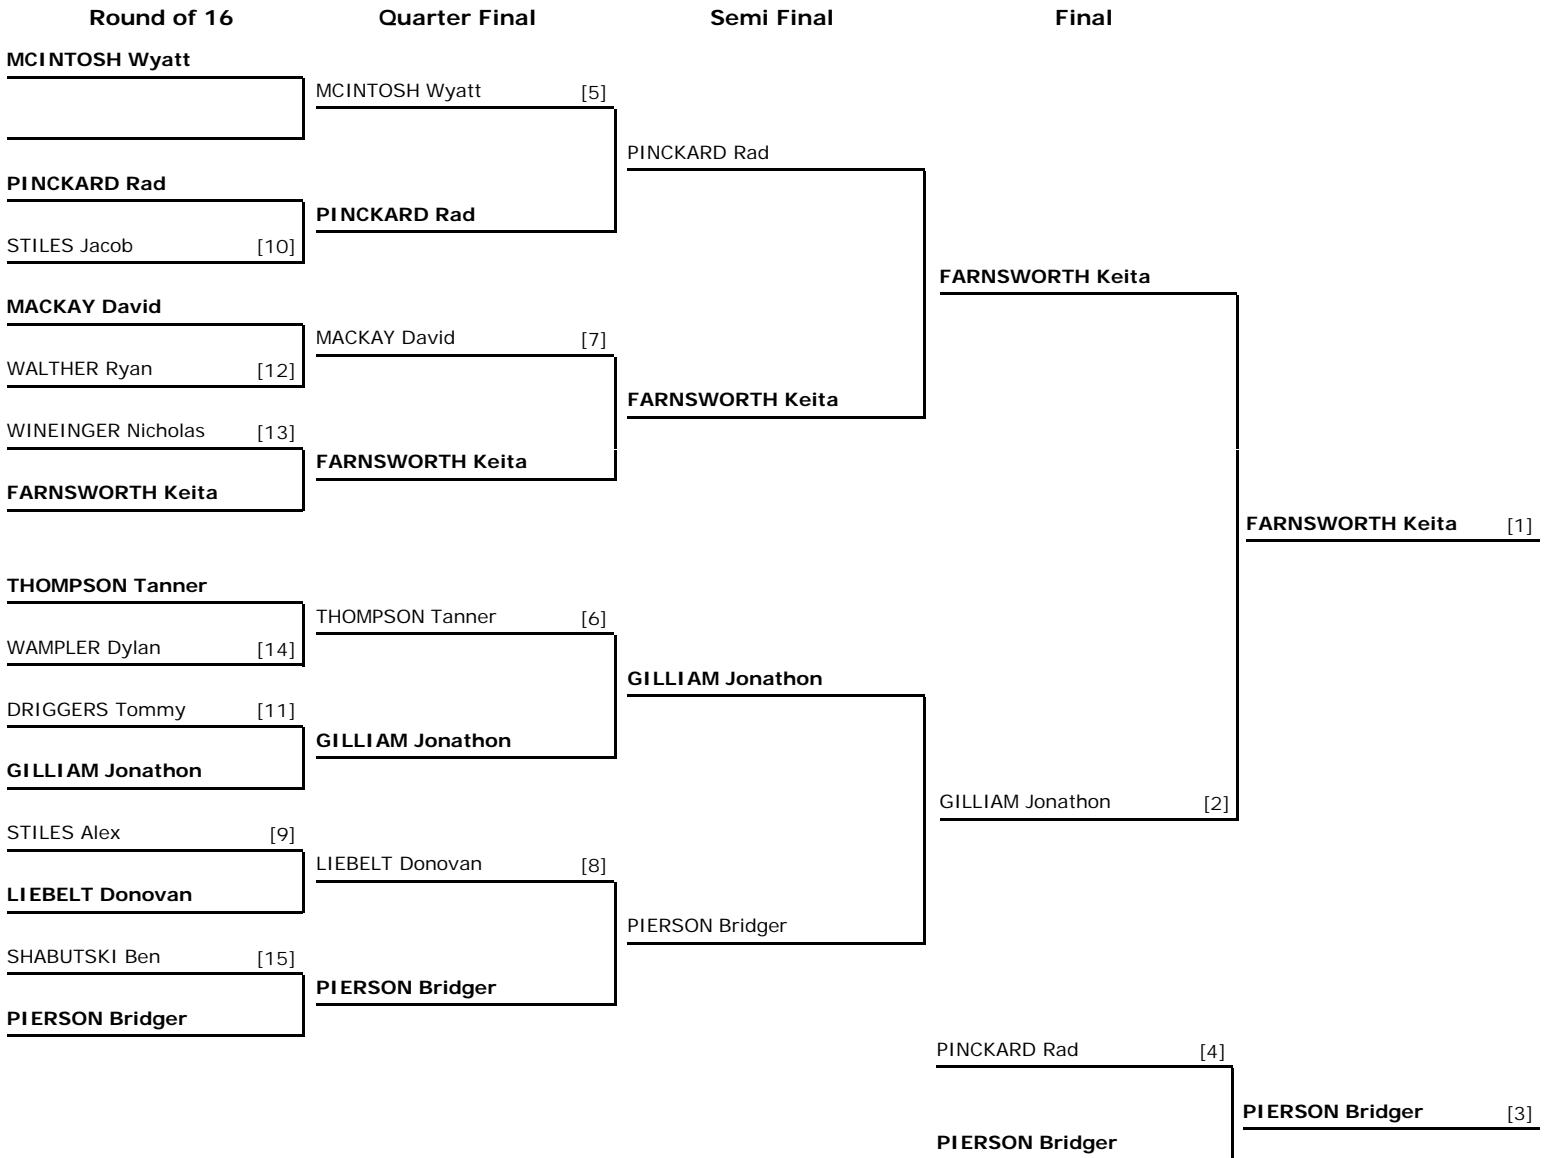 Round of 16 Quarter Final Semi Final Final
MCINTOSH Wyatt
MCINTOSH Wyatt [5]
PINCKARD Rad
PINCKARD Rad
PINCKARD Rad
STILES Jacob [10]
FARNSWORTH Keita
MACKAY David
MACKAY David [7]
WALTHER Ryan [12]
FARNSWORTH Keita
WINEINGER Nicholas [13]
FARNSWORTH Keita
FARNSWORTH Keita
FARNSWORTH Keita [1]
THOMPSON Tanner
THOMPSON Tanner [6]
WAMPLER Dylan [14]
GILLIAM Jonathon
DRIGGERS Tommy [11]
GILLIAM Jonathon
GILLIAM Jonathon
GILLIAM Jonathon [2]
STILES Alex [9]
LIEBELT Donovan [8]
LIEBELT Donovan
PIERSON Bridger
SHABUTSKI Ben [15]
PIERSON Bridger
PIERSON Bridger
PINCKARD Rad [4]
PIERSON Bridger [3]
PIERSON Bridger